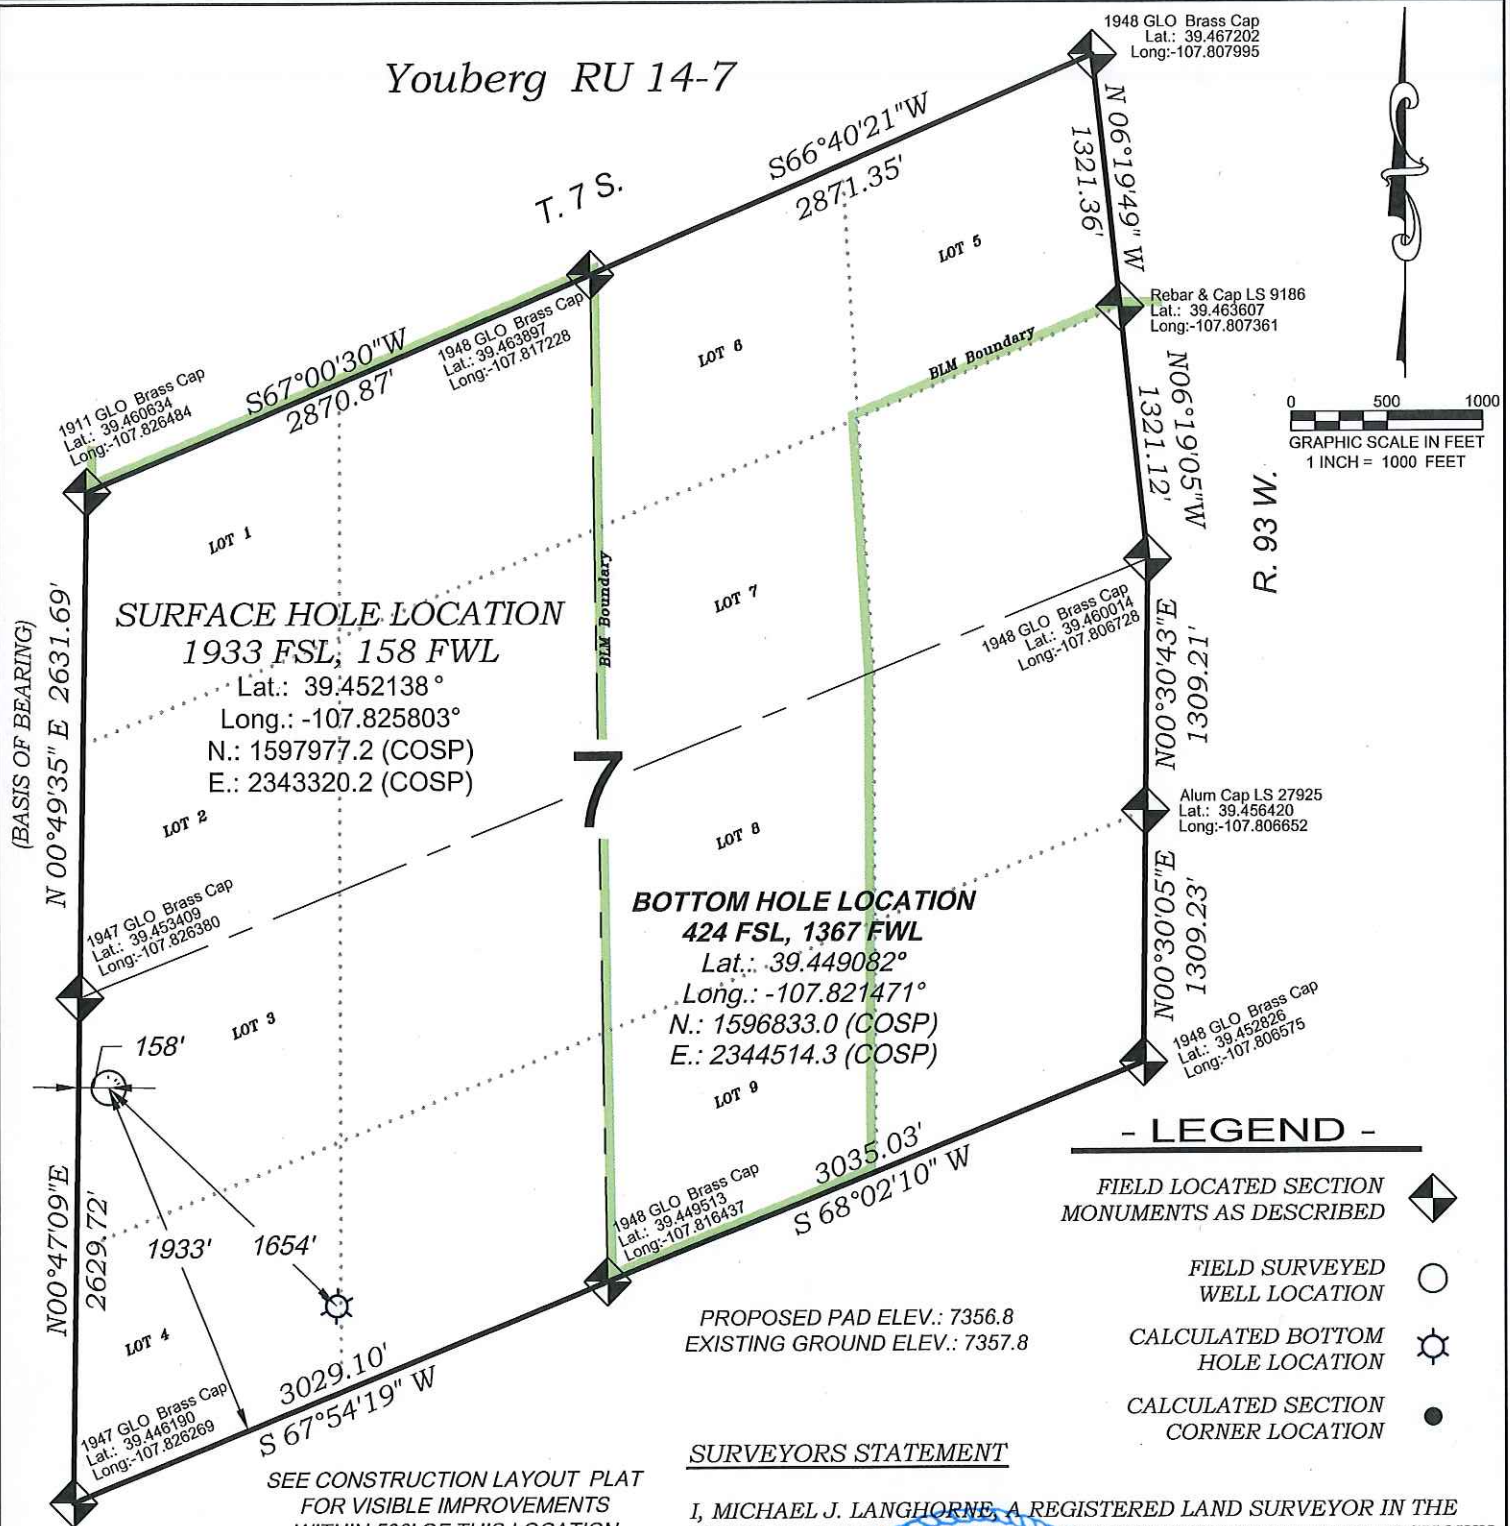 1948 GLO Brass Cap
Lat.: 39.467202
Long:-107.807995
Youberg RU 14-7
S66°40'21"W
2871.35'
N 06°19'49" W
1321.36'
T. 7 S.
LOT 5
Rebar & Cap LS 9186
Lat.: 39.463607
Long:-107.807361
1948 GLO Brass Cap
Lat.: 39.463897
Long:-107.817228
LOT 6
BLM Boundary
S67°00'30"W
2870.87'
1911 GLO Brass Cap
Lat.: 39.460634
Long:-107.826484
N06°19'05"W
1321.12'
0 500 1000
GRAPHIC SCALE IN FEET
1 INCH = 1000 FEET
R. 93 W.
LOT 1
BLM Boundary
LOT 7
SURFACE HOLE LOCATION
1933 FSL, 158 FWL
Lat.: 39.452138°
Long.: -107.825803°
N.: 1597977.2 (COSP)
E.: 2343320.2 (COSP)
(BASIS OF BEARING)
N 00°49'35" E 2631.69'
1948 GLO Brass Cap
Lat.: 39.460014
Long:-107.806728
N00°30'43"E
1309.21'
7
LOT 2
LOT 8
Alum Cap LS 27925
Lat.: 39.456420
Long:-107.806652
BOTTOM HOLE LOCATION
424 FSL, 1367 FWL
Lat.: 39.449082°
Long.: -107.821471°
N.: 1596833.0 (COSP)
E.: 2344514.3 (COSP)
1947 GLO Brass Cap
Lat.: 39.453409
Long:-107.826380
N00°30'05"E
1309.23'
LOT 3
158'
LOT 9
1948 GLO Brass Cap
Lat.: 39.452826
Long:-107.806575
- LEGEND -
FIELD LOCATED SECTION
MONUMENTS AS DESCRIBED
FIELD SURVEYED
WELL LOCATION
CALCULATED BOTTOM
HOLE LOCATION
CALCULATED SECTION
CORNER LOCATION
3035.03'
S 68°02'10" W
1948 GLO Brass Cap
Lat.: 39.449513
Long:-107.816437
N00°47'09"E
2629.72'
1933'
1654'
LOT 4
PROPOSED PAD ELEV.: 7356.8
EXISTING GROUND ELEV.: 7357.8
3029.10'
S 67°54'19" W
1947 GLO Brass Cap
Lat.: 39.446190
Long:-107.826269
SEE CONSTRUCTION LAYOUT PLAT
FOR VISIBLE IMPROVEMENTS
SURVEYORS STATEMENT
I, MICHAEL J. LANGHORNE, A REGISTERED LAND SURVEYOR IN THE